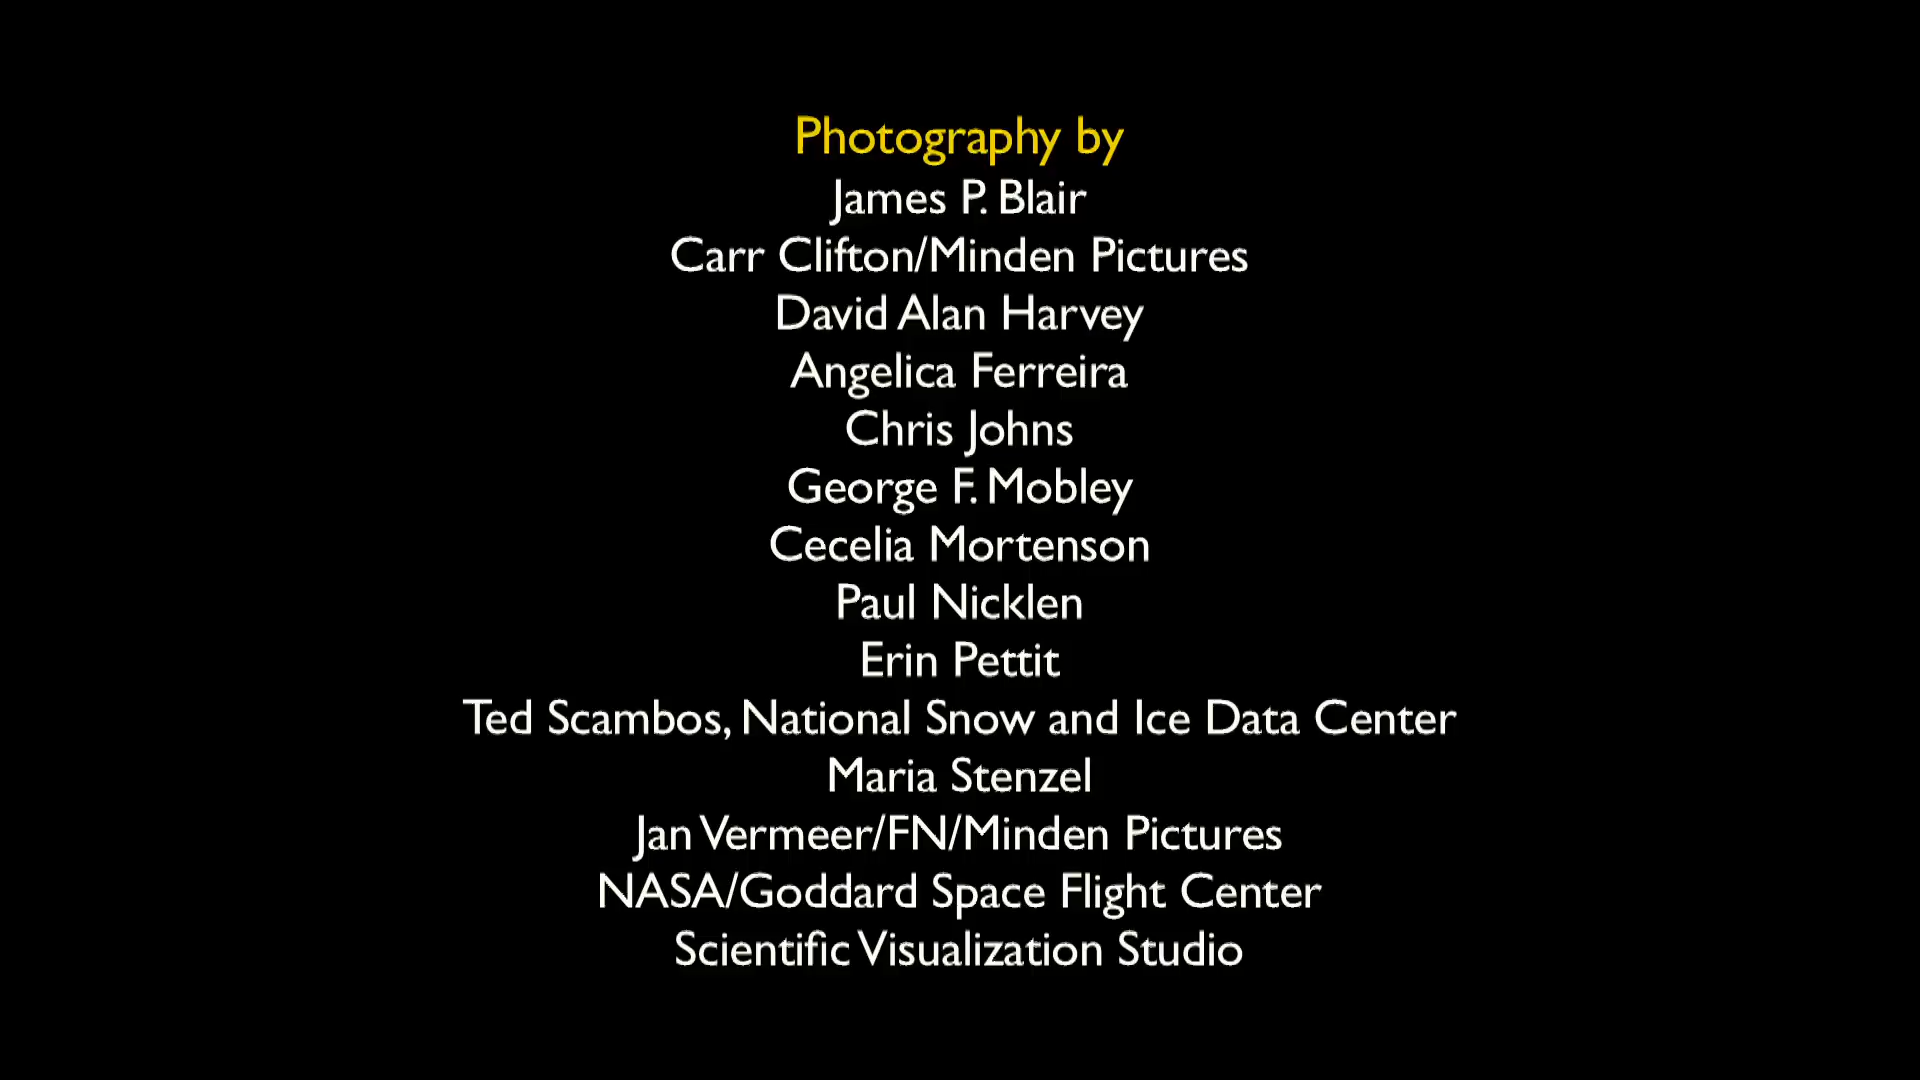 Photography by
James P. Blair
Carr Clifton/Minden Pictures
David Alan Harvey
Angelica Ferreira
Chris Johns
George F. Mobley
Cecelia Mortenson
Paul Nicklen
Erin Pettit
Ted Scambos, National Snow and Ice Data Center
Maria Stenzel
Jan Vermeer/FN/Minden Pictures
NASA/Goddard Space Flight Center
Scientific Visualization Studio